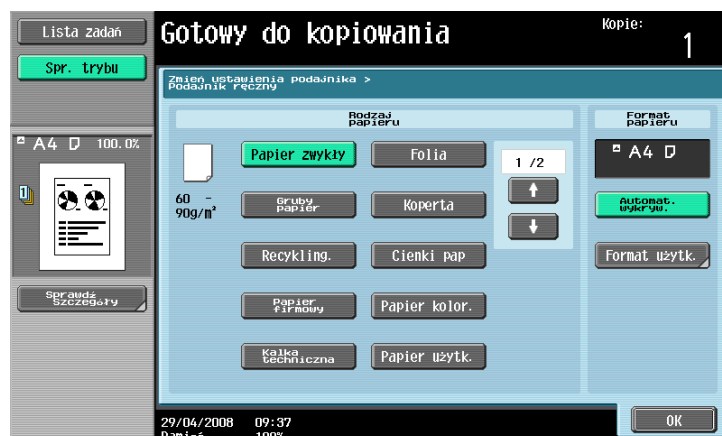 Lista zadań
Gotowy do kopiowania
Kopie:
1
Spr. trybu
Zmień ustawienia podajnika >
Podajnik ręczny
Rodzaj
papieru
Format
papieru
A4 100.0%
Papier zwykły
Folia
1 /2
A4
60 -
90g/m²
Gruby
papier
Koperta
Automat.
wykryw.
Recykling.
Cienki pap
Format użytk.
Sprawdź
Szczegóły
Papier
firmowy
Papier kolor.
Kalka
techniczna
Papier użytk.
OK
29/04/2008 09:37
Pamięć 100%